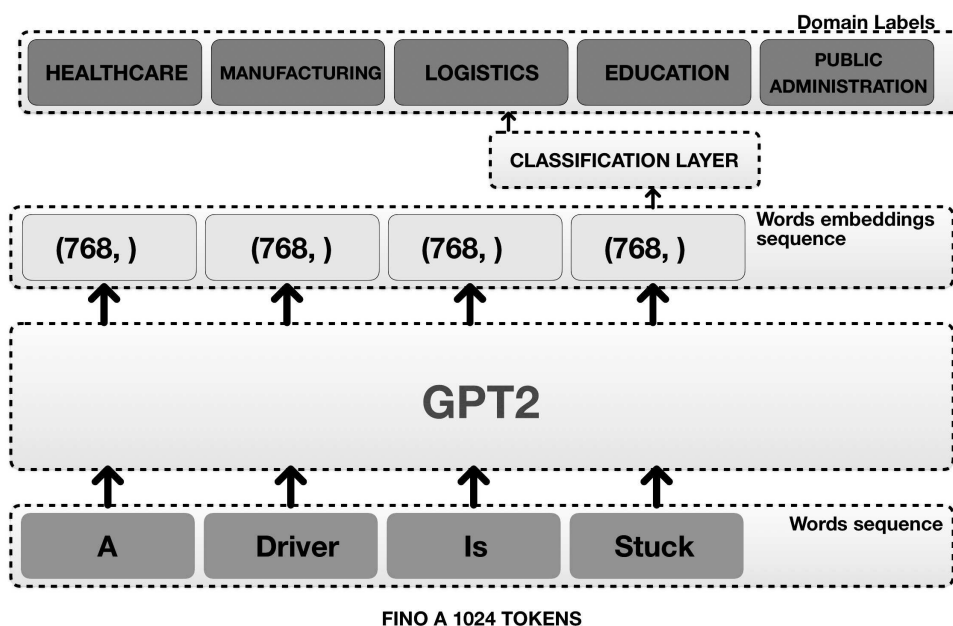 Domain Labels
HEALTHCARE
MANUFACTURING
LOGISTICS
EDUCATION
PUBLIC
ADMINISTRATION
CLASSIFICATION LAYER
Words embeddings
sequence
(768, )
(768, )
(768, )
(768, )
GPT2
Words sequence
A
Driver
Is
Stuck
FINO A 1024 TOKENS